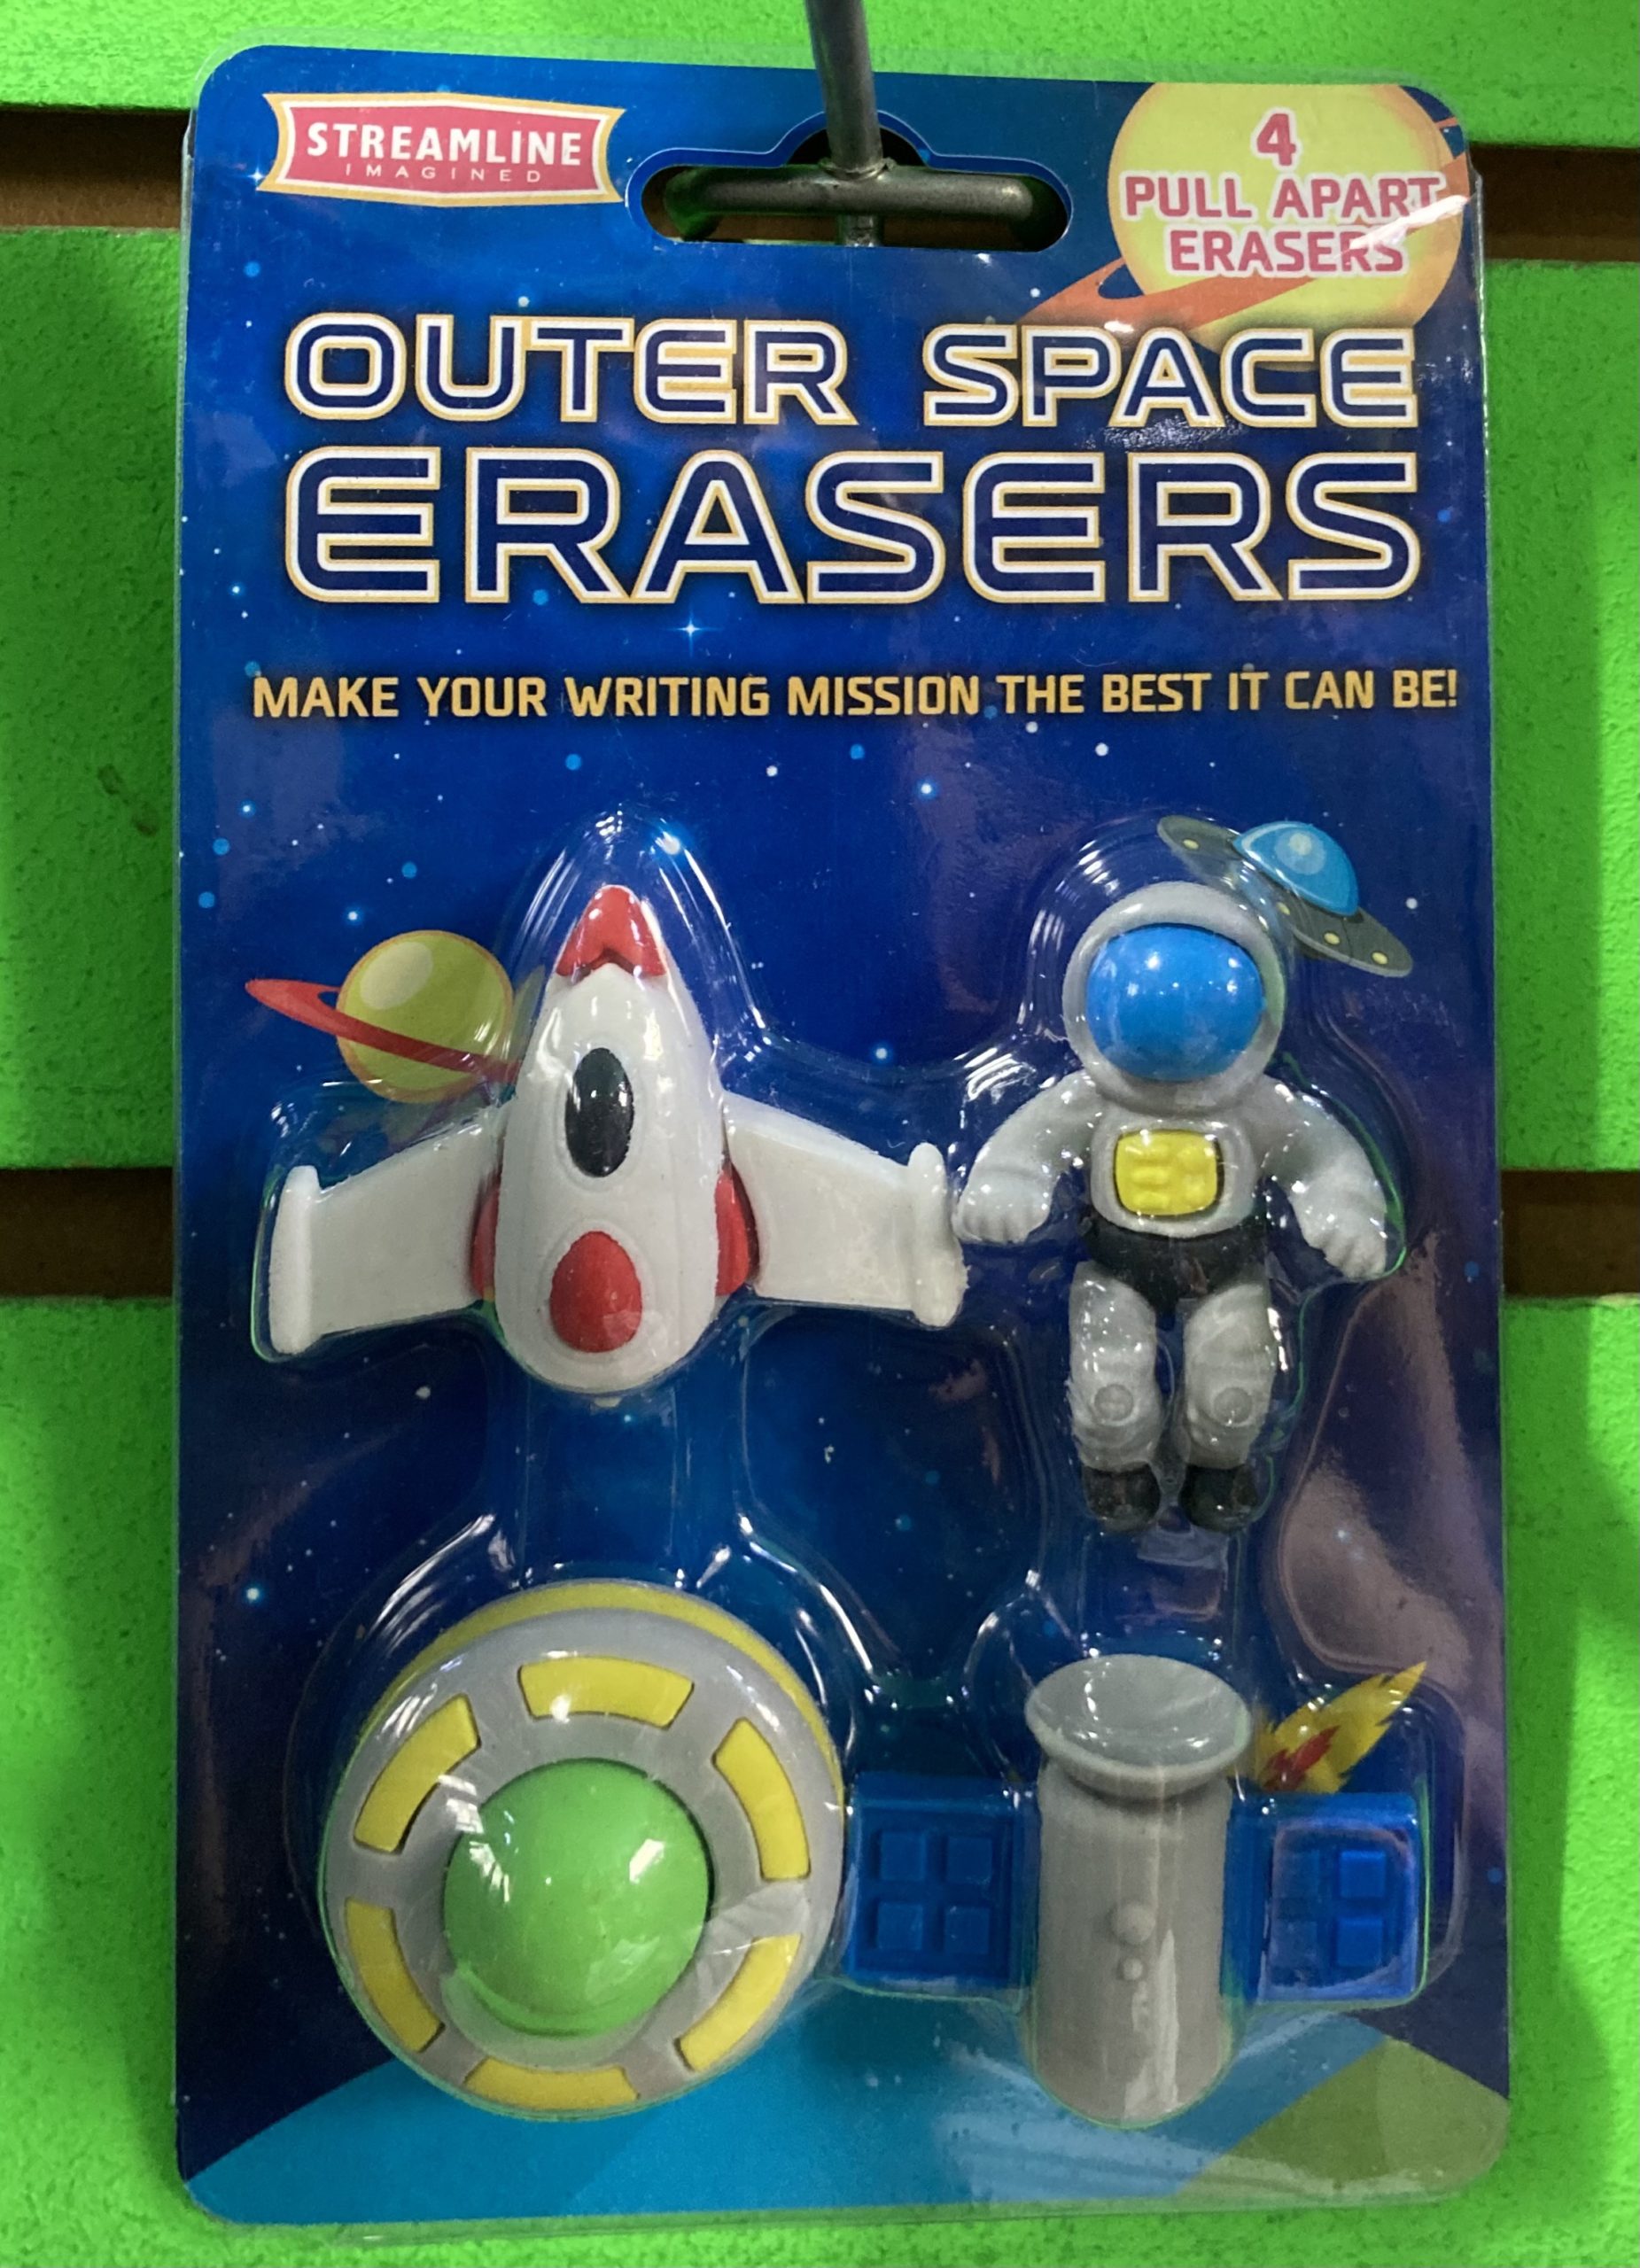 STREAMLINE
IMAGINED
4
PULL APART
ERASERS
OUTER SPACE
ERASERS
MAKE YOUR WRITING MISSION THE BEST IT CAN BE!